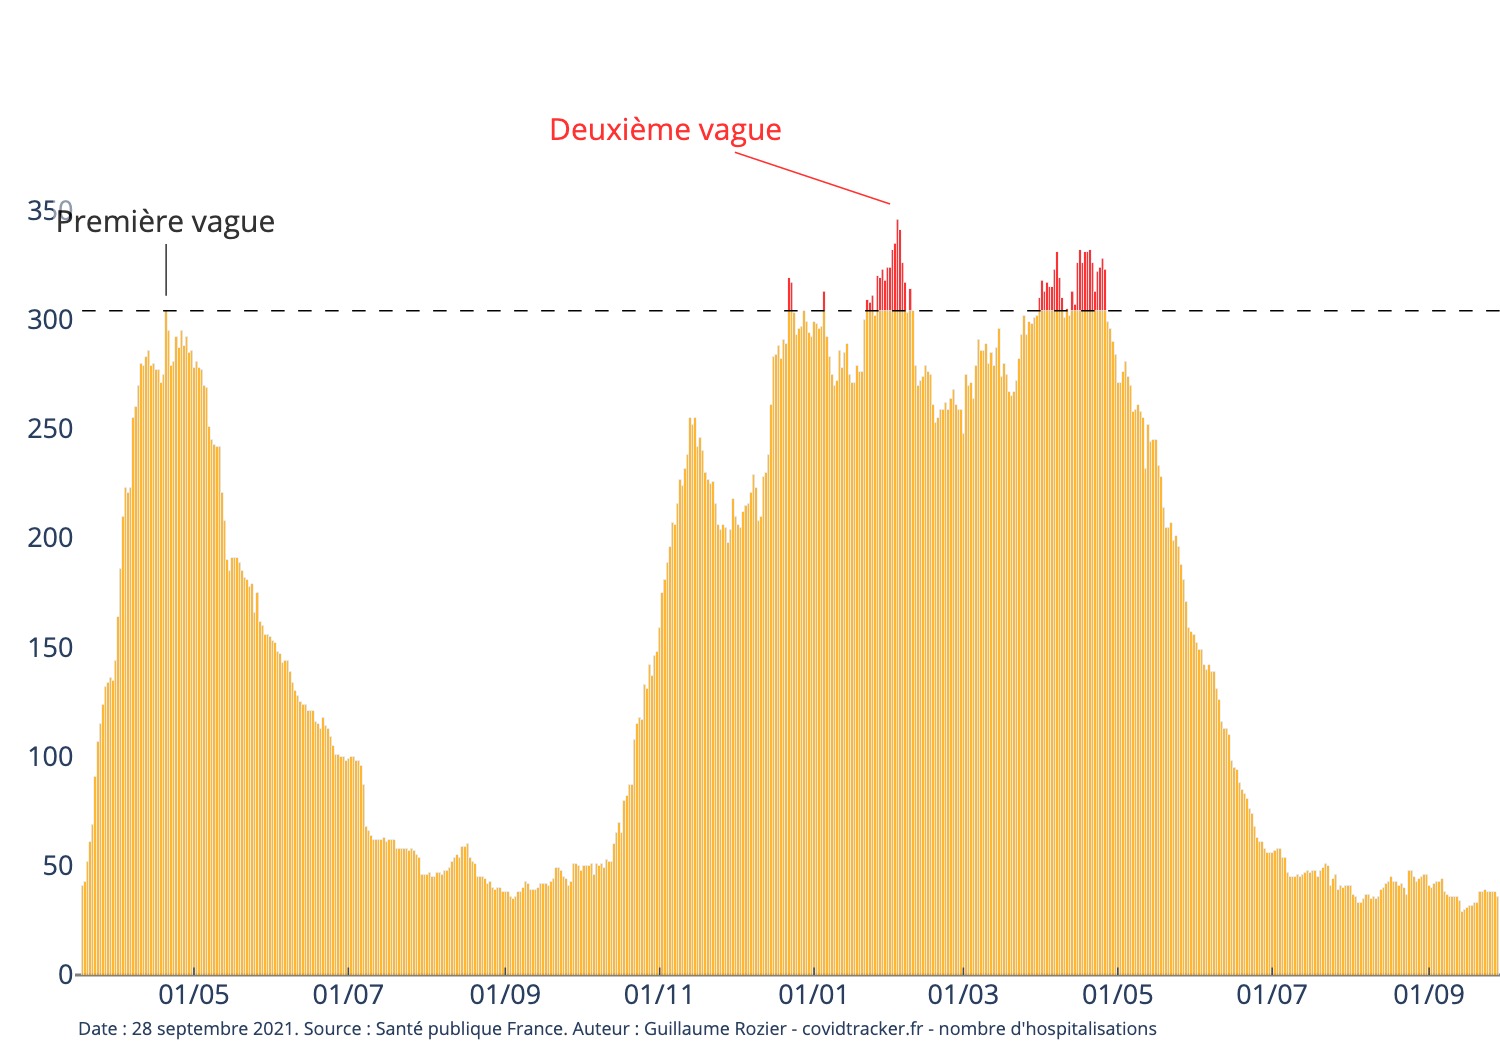 Deuxième vague
350
Première vague
300
250
200
150
100
50
0
01/05 01/07 01/09 01/11 01/01 01/03 01/05 01/07 01/09
Date : 28 septembre 2021. Source : Santé publique France. Auteur : Guillaume Rozier - covidtracker.fr - nombre d'hospitalisations